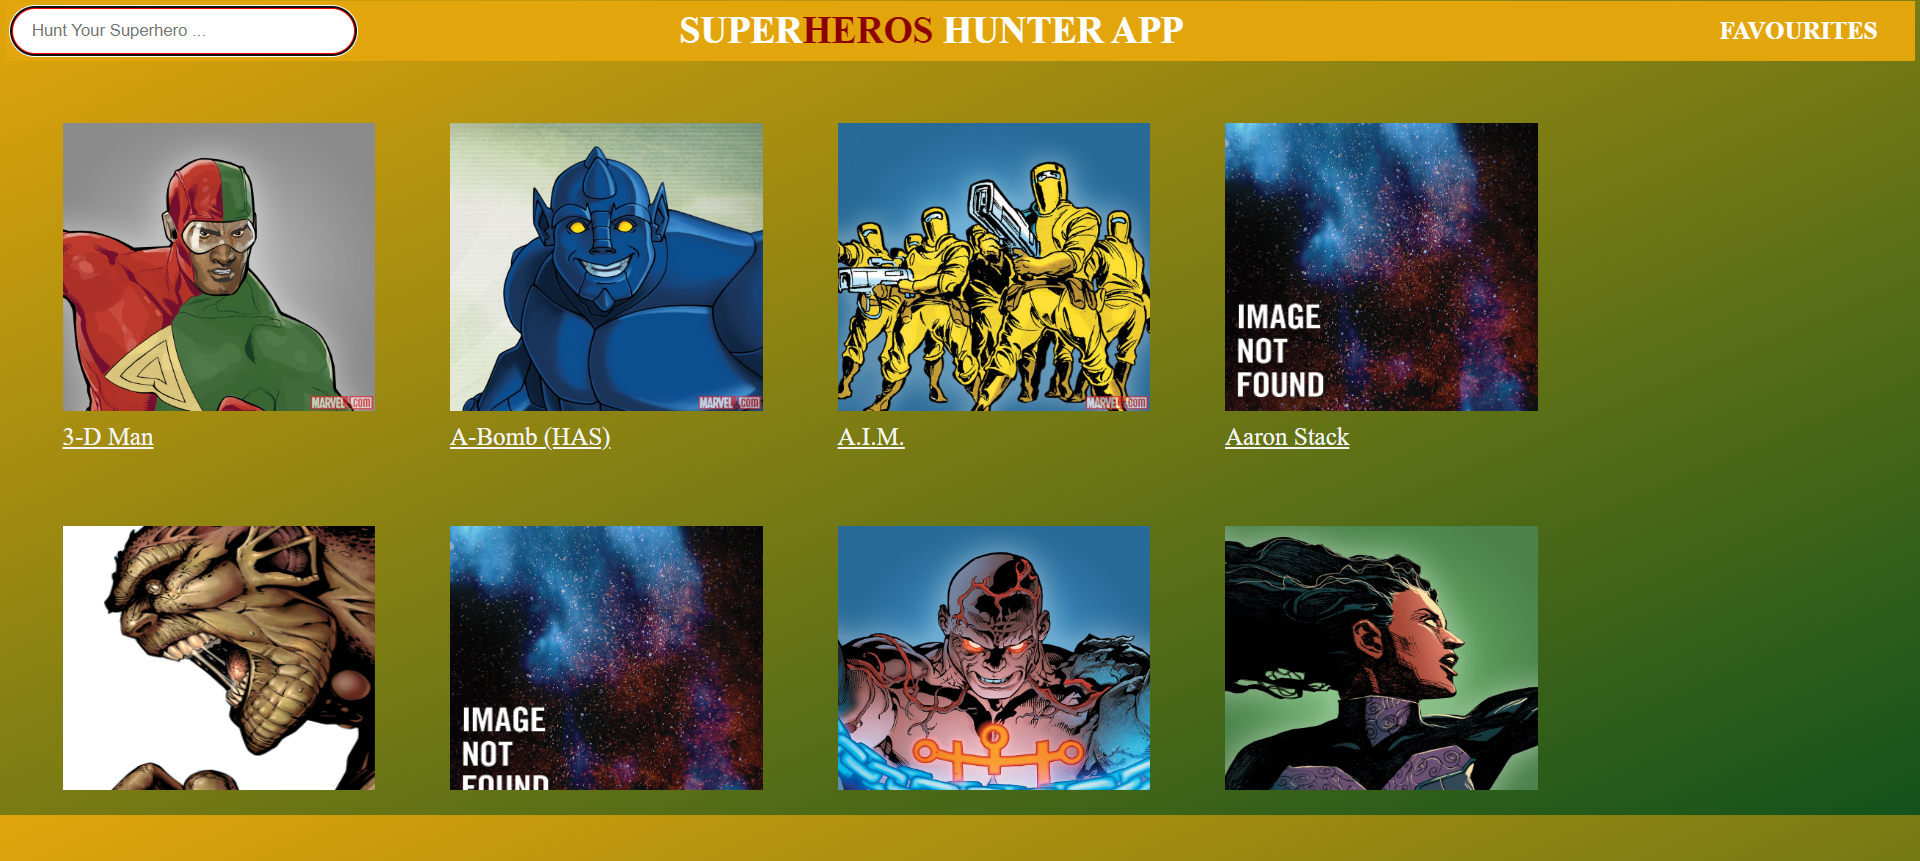 Hunt Your Superhero ...
SUPERHEROS HUNTER APP
FAVOURITES
MARVEL.com
MARVEL.com
MARVEL.com
IMAGE
NOT
FOUND
3-D Man
A-Bomb (HAS)
A.I.M.
Aaron Stack
IMAGE
NOT
FOUND